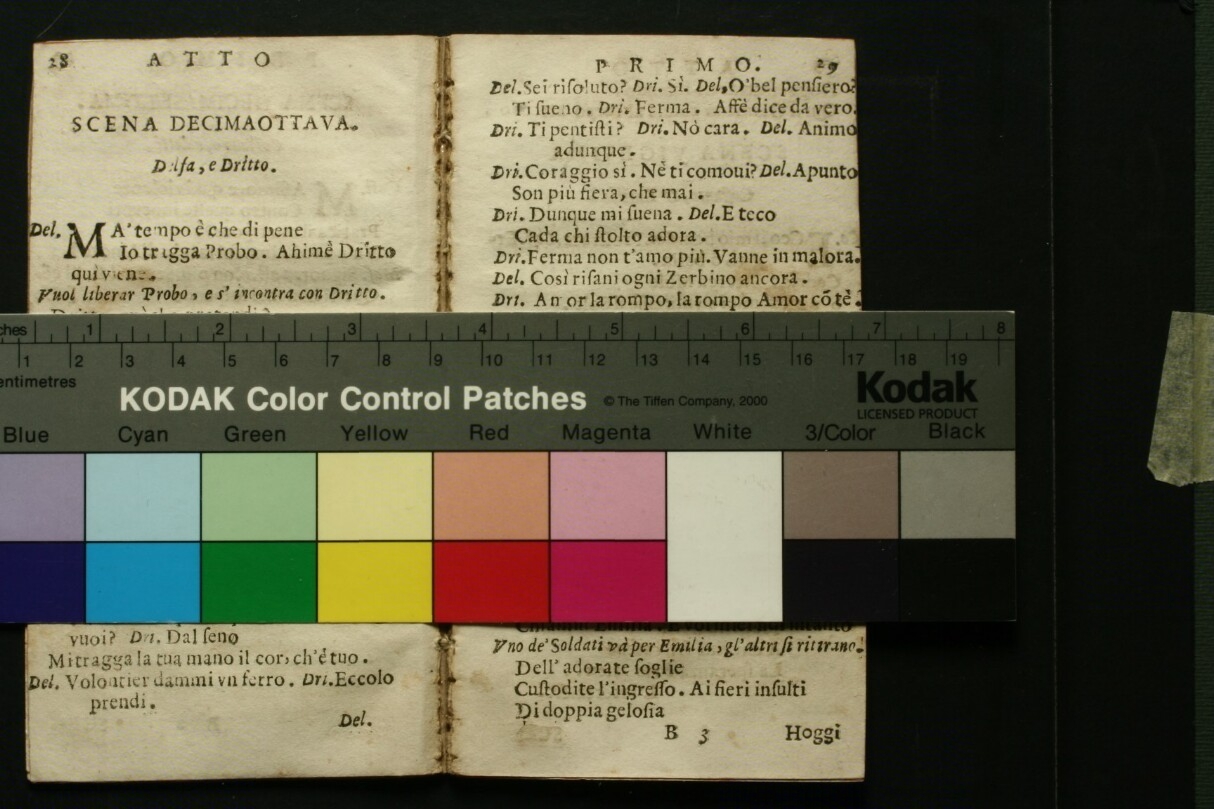 28 ATTO
SCENA DECIMAOTTAVA.
Delfa, e Dritto.
Del. MA' tempo è che di pene
Io tragga Probo. Ahimè Dritto
qui viene.
Vuol liberar Probo, e s' incontra con Dritto.
vuoi? Dri. Dal ſeno
Mi tragga la tua mano il cor, ch'è tuo.
Del. Volontier dammi vn ferro. Dri. Eccolo
prendi.
Del.
PRIMO. 29
Del. Sei riſoluto? Dri. Sì. Del, O'bel penſiero?
Ti ſueno. Dri. Ferma. Affè dice da vero.
Dri. Ti pentiſti? Dri. Nò cara. Del. Animo
adunque.
Dri. Coraggio sì. Nè ti comoui? Del. Apunto
Son più fiera, che mai.
Dri. Dunque mi ſuena. Del. E tcco
Cada chi ſtolto adora.
Dri. Ferma non t'amo più. Vanne in malora.
Del. Così riſani ogni Zerbino ancora.
Dri. An or la rompo, la rompo Amor cõ tè.
Vno de' Soldati và per Emilia, gl'altri ſi ritirano.
Dell' adorate ſoglie
Cuſtodite l'ingreſſo. Ai fieri inſulti
Di doppia geloſia
B 3 Hoggi
ches 1 2 3 4 5 6 7 8
1 2 3 4 5 6 7 8 9 10 11 12 13 14 15 16 17 18 19
entimetres
KODAK Color Control Patches © The Tiffen Company, 2000
Kodak
LICENSED PRODUCT
Blue Cyan Green Yellow Red Magenta White 3/Color Black